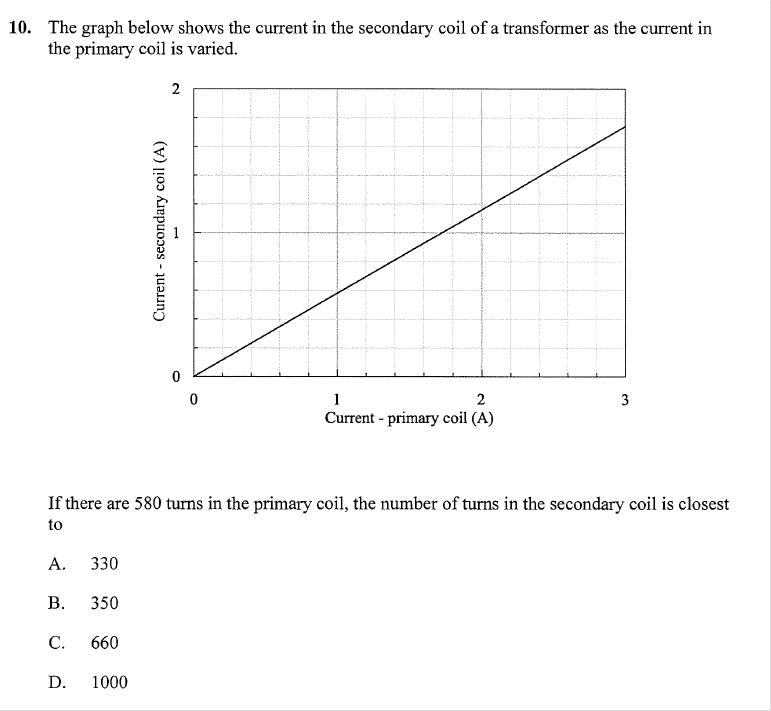 10. The graph below shows the current in the secondary coil of a transformer as the current in
the primary coil is varied.
2
Current - secondary coil (A)
1
0
0 1 2 3
Current - primary coil (A)
If there are 580 turns in the primary coil, the number of turns in the secondary coil is closest
to
A. 330
B. 350
C. 660
D. 1000